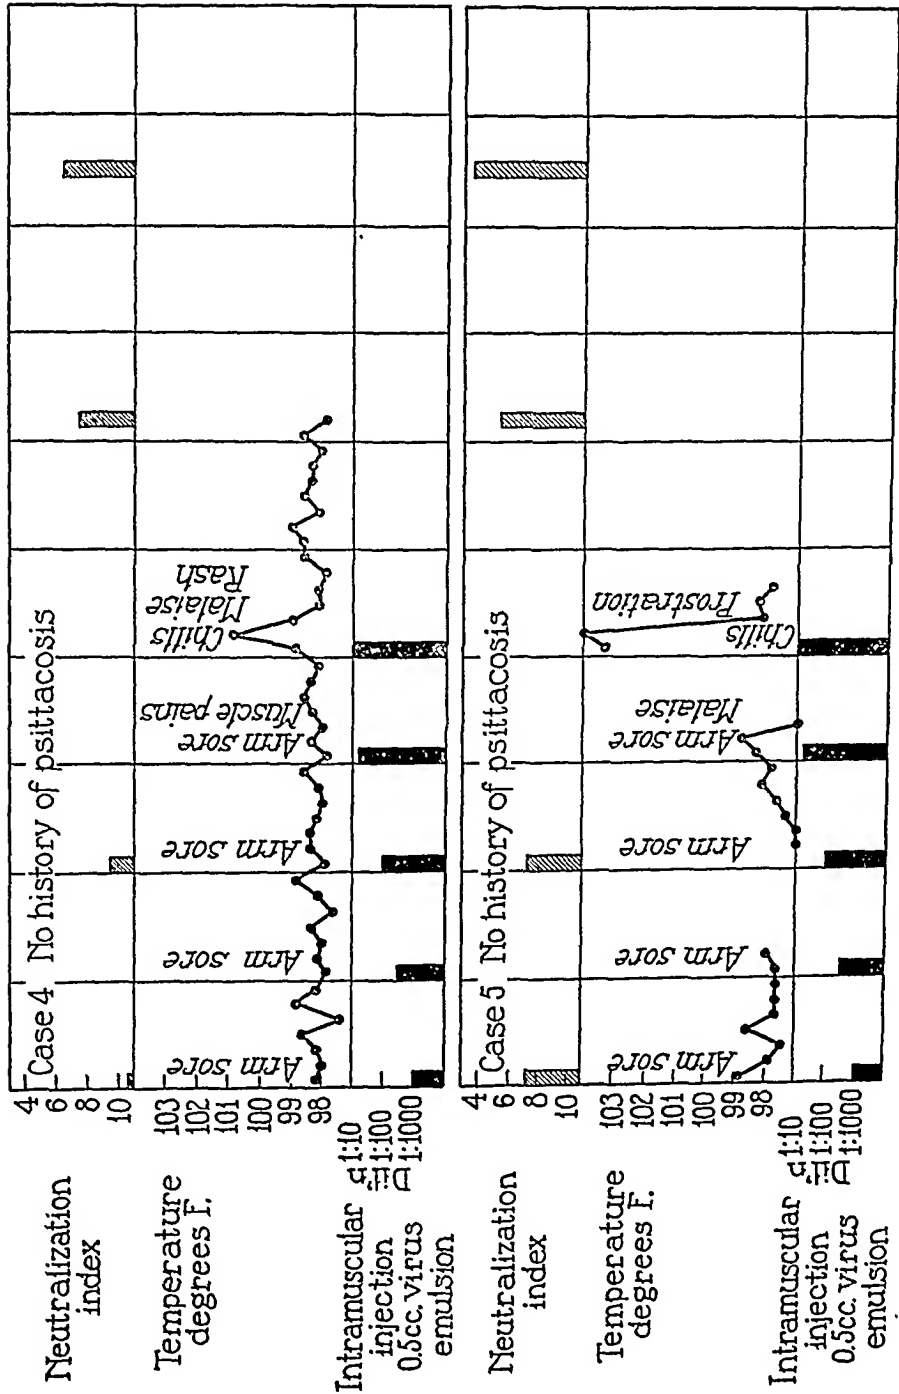 Case 4 No history of psittacosis
Neutralization
index
4
6
8
10
Temperature
degrees F.
103
102
101
100
99
98
Arm sore
Arm sore
Arm sore
Arm sore
Muscle pains
Chills
Malaise
Rash
Intramuscular
injection
0.5cc. virus
emulsion
Dil'n
1:10
1:100
1:1000
Case 5 No history of psittacosis
Neutralization
index
4
6
8
10
Temperature
degrees F.
103
102
101
100
99
98
Arm sore
Arm sore
Arm sore
Arm sore
Malaise
Chills
Prostration
Intramuscular
injection
0.5cc. virus
emulsion
Dil'n
1:10
1:100
1:1000